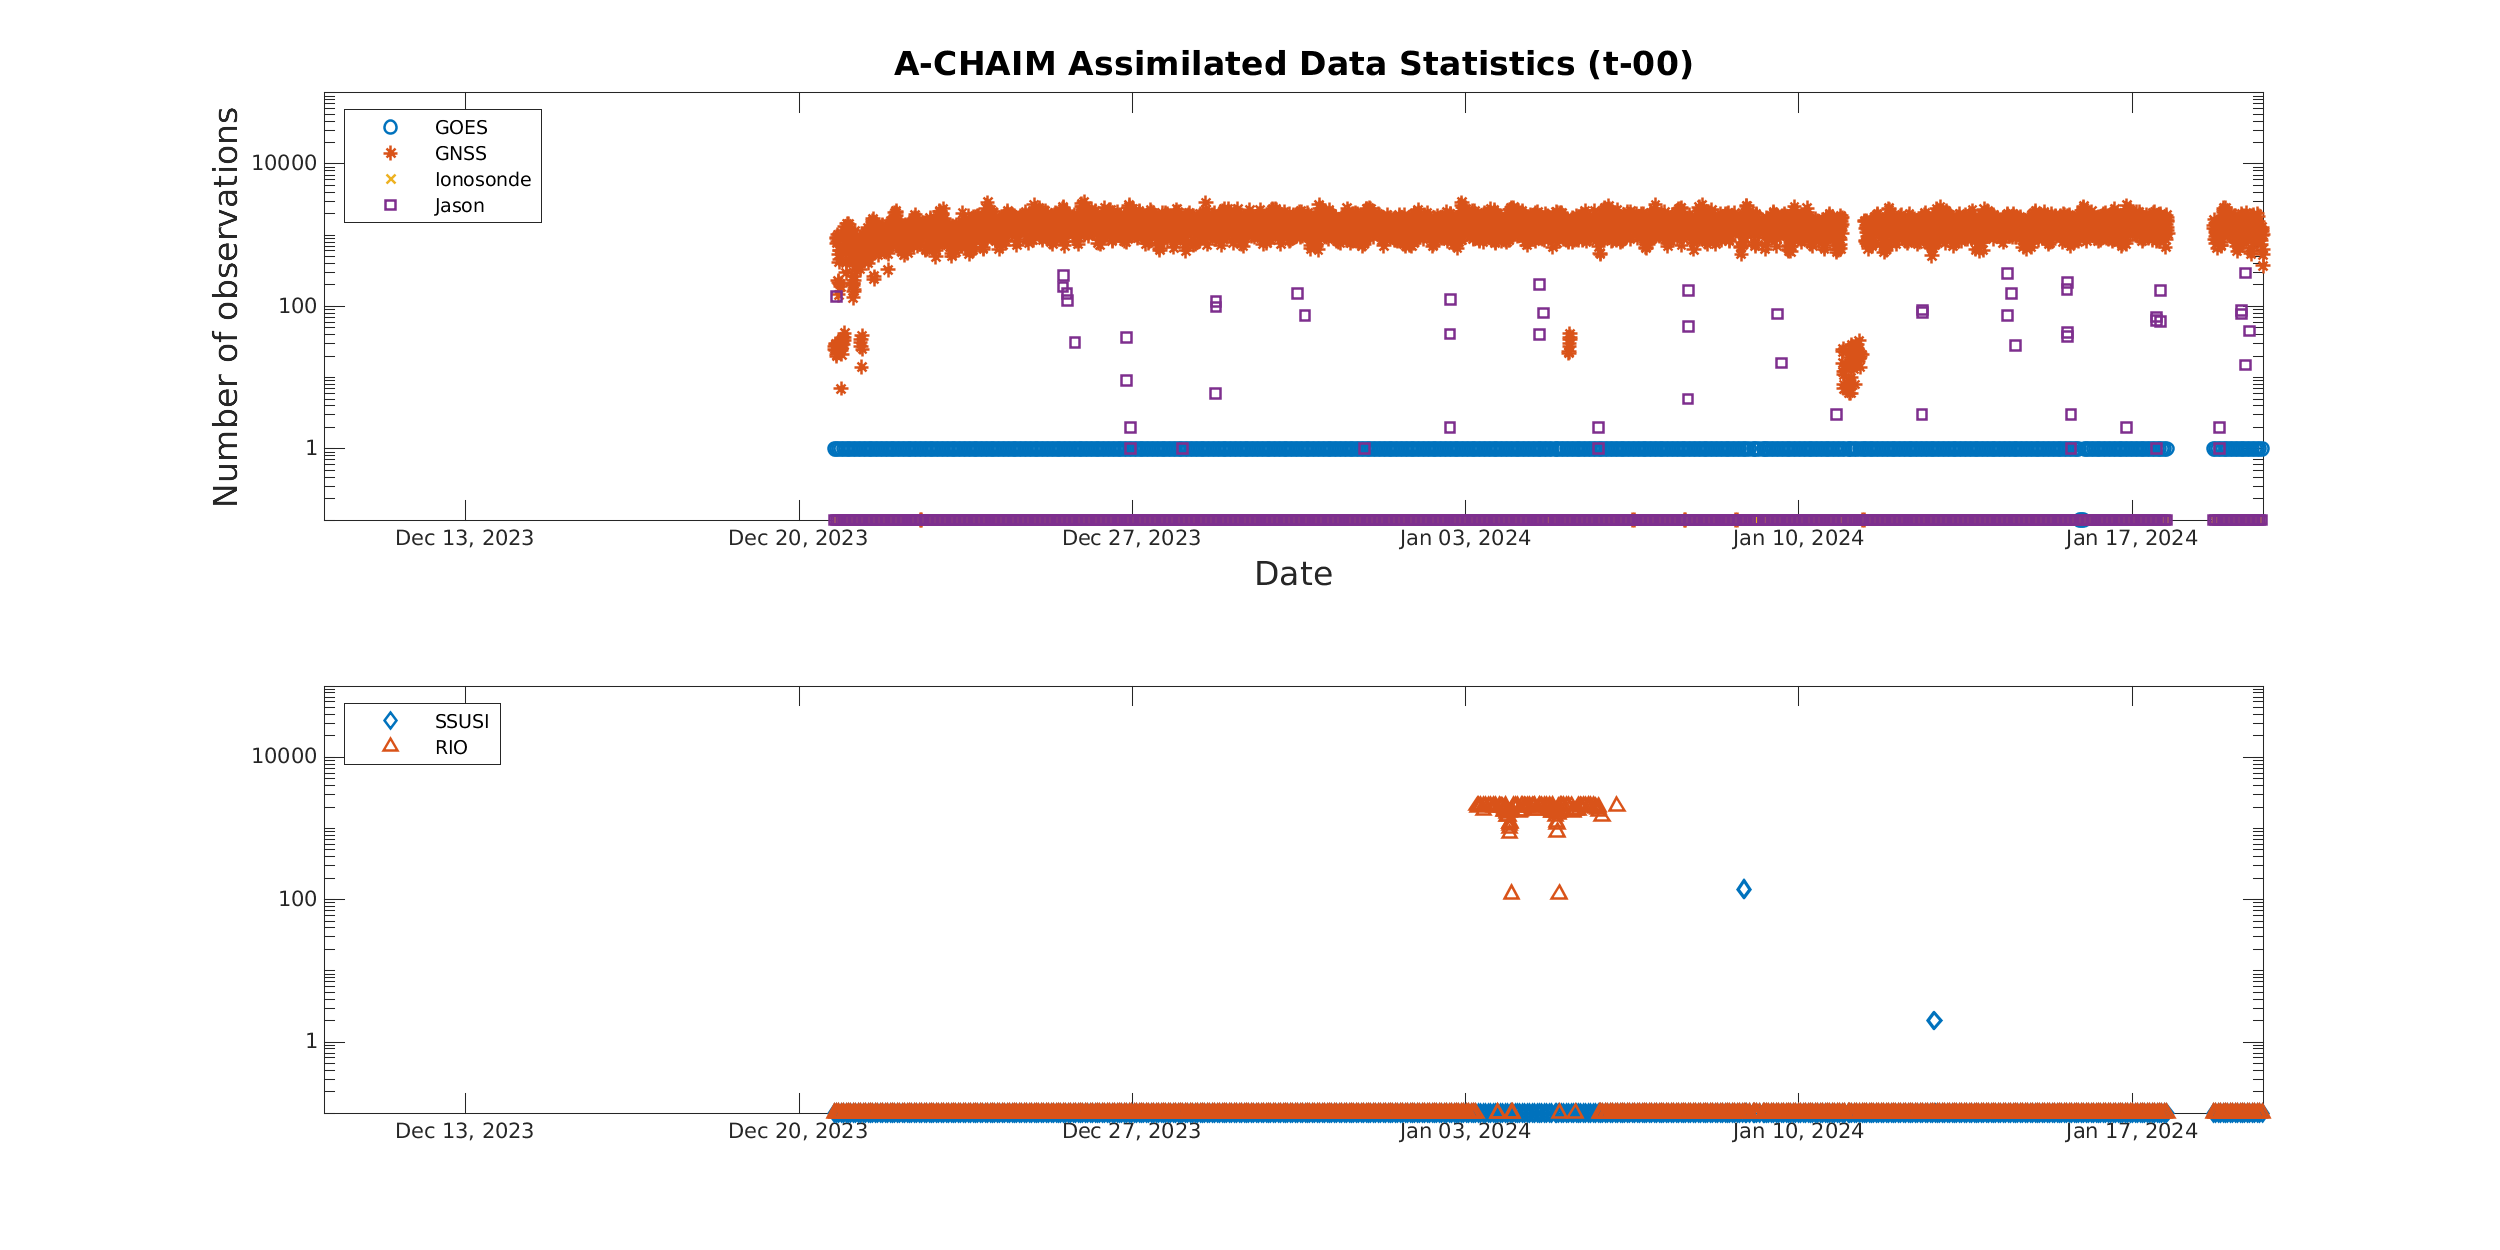 A-CHAIM Assimilated Data Statistics (t-00)
Number of observations
10000
100
1
GOES
GNSS
Ionosonde
Jason
Dec 13, 2023
Dec 20, 2023
Dec 27, 2023
Jan 03, 2024
Jan 10, 2024
Jan 17, 2024
Date
10000
100
1
SSUSI
RIO
Dec 13, 2023
Dec 20, 2023
Dec 27, 2023
Jan 03, 2024
Jan 10, 2024
Jan 17, 2024